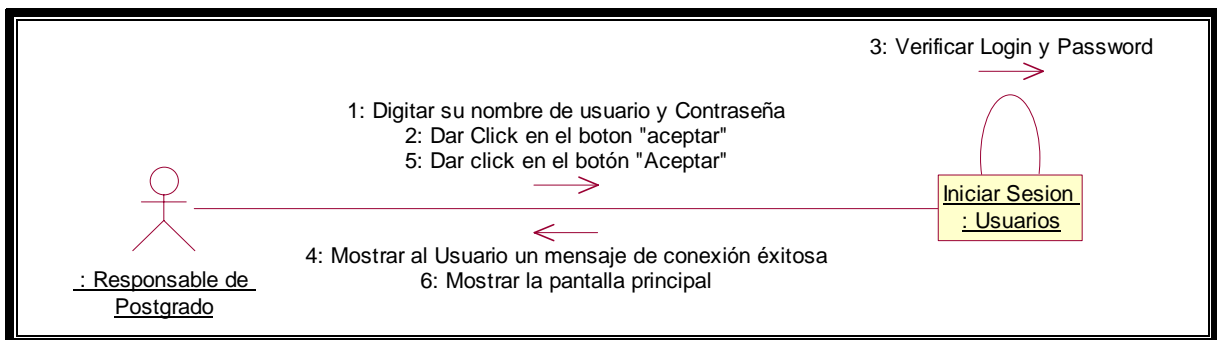 3: Verificar Login y Password
1: Digitar su nombre de usuario y Contraseña
2: Dar Click en el boton "aceptar"
5: Dar click en el botón "Aceptar"
Iniciar Sesion
: Usuarios
4: Mostrar al Usuario un mensaje de conexión éxitosa
6: Mostrar la pantalla principal
: Responsable de
Postgrado